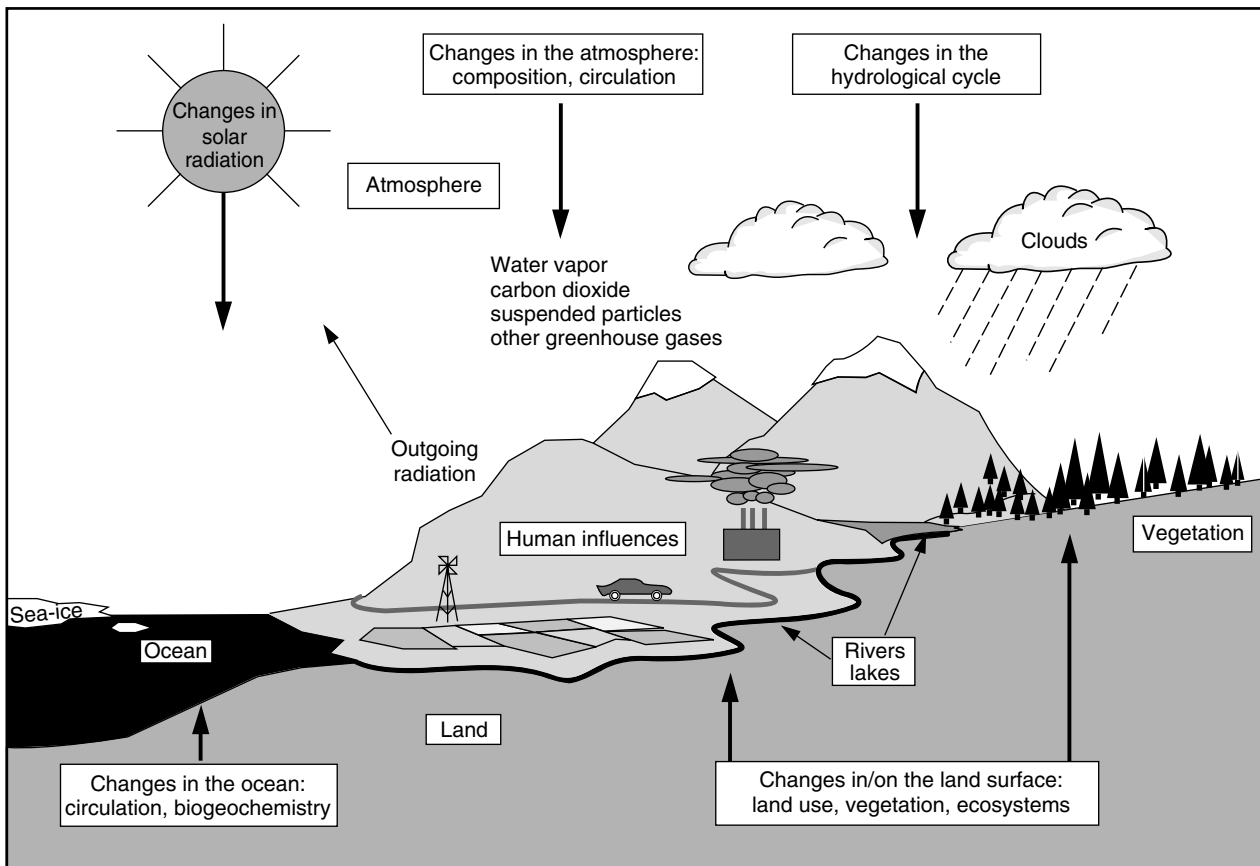 Changes in the atmosphere:
composition, circulation
Changes in the
hydrological cycle
Changes in
solar
radiation
Atmosphere
Clouds
Water vapor
carbon dioxide
suspended particles
other greenhouse gases
Outgoing
radiation
Human influences
Vegetation
Sea-ice
Ocean
Rivers
lakes
Land
Changes in the ocean:
circulation, biogeochemistry
Changes in/on the land surface:
land use, vegetation, ecosystems